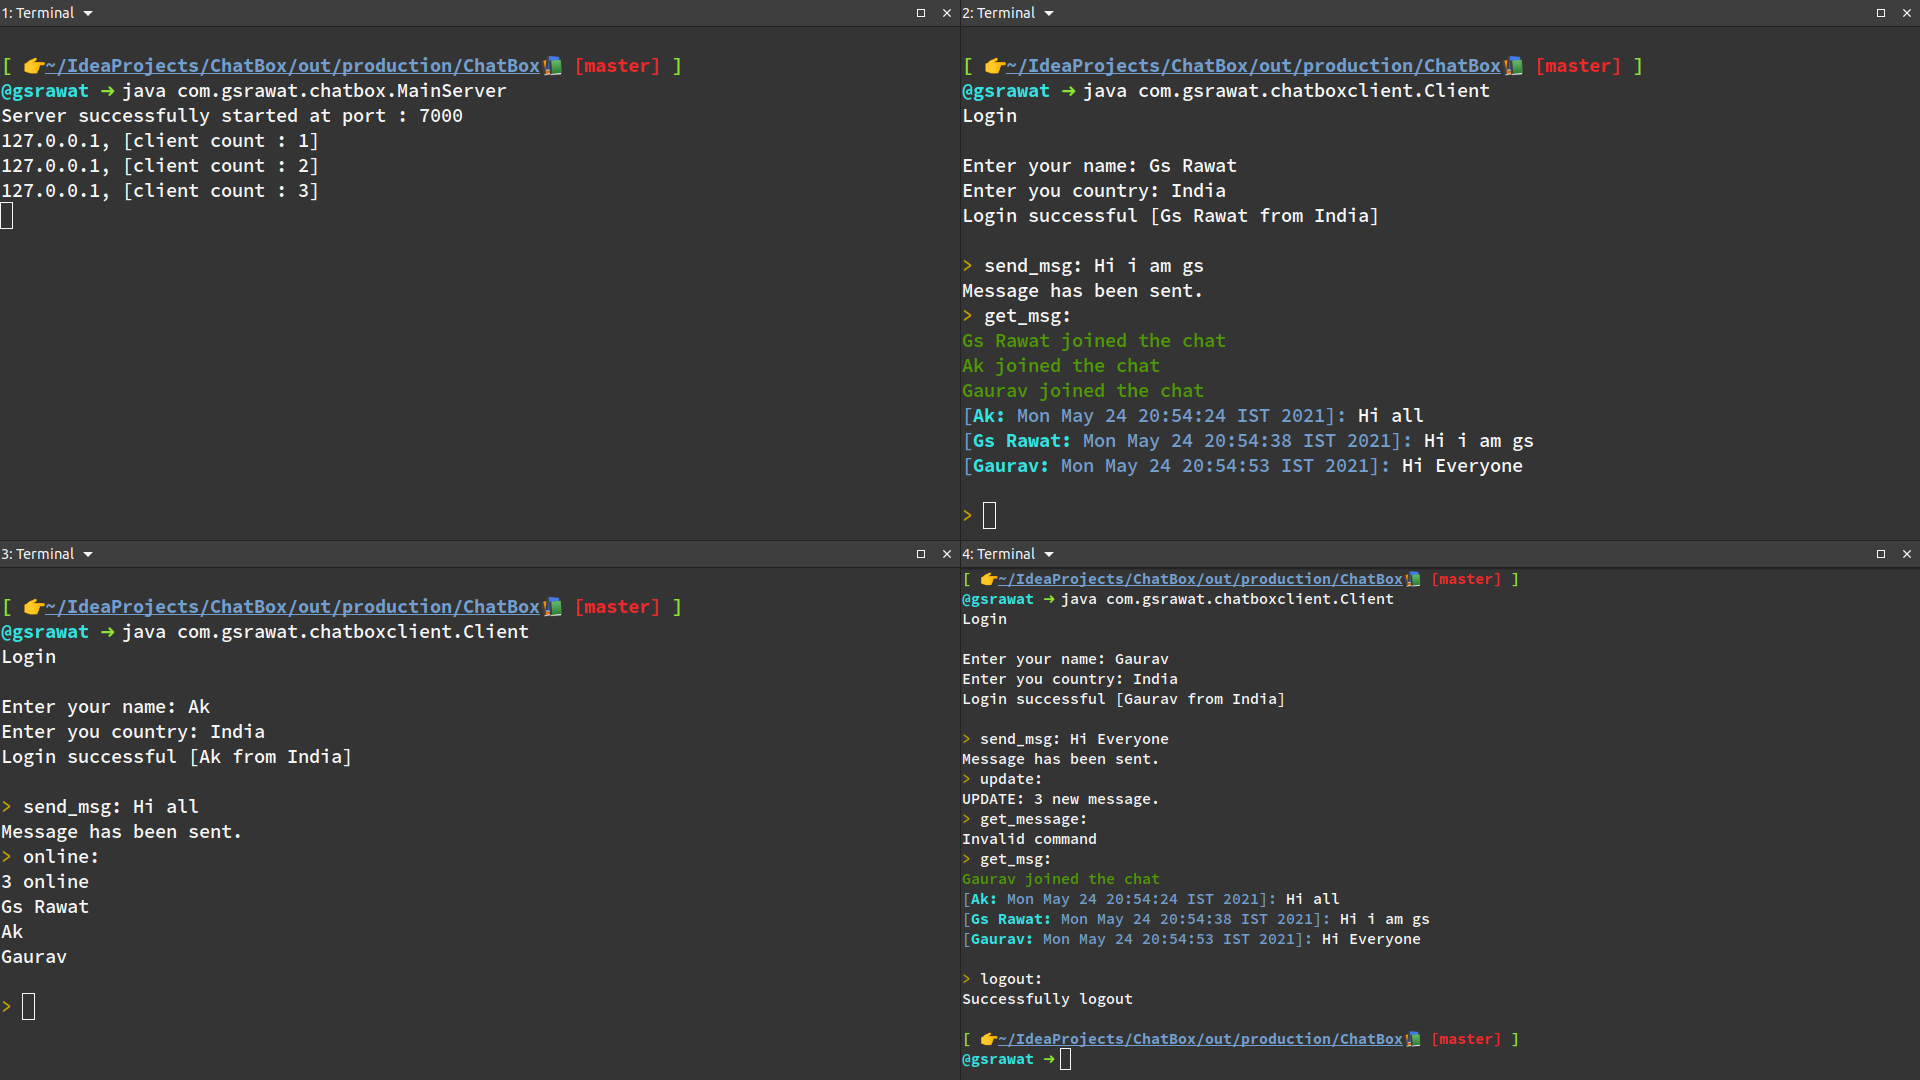 1: Terminal
[ 👉~/IdeaProjects/ChatBox/out/production/ChatBox [master] ]
@gsrawat ➜ java com.gsrawat.chatbox.MainServer
Server successfully started at port : 7000
127.0.0.1, [client count : 1]
127.0.0.1, [client count : 2]
127.0.0.1, [client count : 3]
2: Terminal
[ 👉~/IdeaProjects/ChatBox/out/production/ChatBox [master] ]
@gsrawat ➜ java com.gsrawat.chatboxclient.Client
Login
Enter your name: Gs Rawat
Enter you country: India
Login successful [Gs Rawat from India]
> send_msg: Hi i am gs
Message has been sent.
> get_msg:
Gs Rawat joined the chat
Ak joined the chat
Gaurav joined the chat
[Ak: Mon May 24 20:54:24 IST 2021]: Hi all
[Gs Rawat: Mon May 24 20:54:38 IST 2021]: Hi i am gs
[Gaurav: Mon May 24 20:54:53 IST 2021]: Hi Everyone
>
3: Terminal
[ 👉~/IdeaProjects/ChatBox/out/production/ChatBox [master] ]
@gsrawat ➜ java com.gsrawat.chatboxclient.Client
Login
Enter your name: Ak
Enter you country: India
Login successful [Ak from India]
> send_msg: Hi all
Message has been sent.
> online:
3 online
Gs Rawat
Ak
Gaurav
>
4: Terminal
[ 👉~/IdeaProjects/ChatBox/out/production/ChatBox [master] ]
@gsrawat ➜ java com.gsrawat.chatboxclient.Client
Login
Enter your name: Gaurav
Enter you country: India
Login successful [Gaurav from India]
> send_msg: Hi Everyone
Message has been sent.
> update:
UPDATE: 3 new message.
> get_message:
Invalid command
> get_msg:
Gaurav joined the chat
[Ak: Mon May 24 20:54:24 IST 2021]: Hi all
[Gs Rawat: Mon May 24 20:54:38 IST 2021]: Hi i am gs
[Gaurav: Mon May 24 20:54:53 IST 2021]: Hi Everyone
> logout:
Successfully logout
[ 👉~/IdeaProjects/ChatBox/out/production/ChatBox [master] ]
@gsrawat ➜